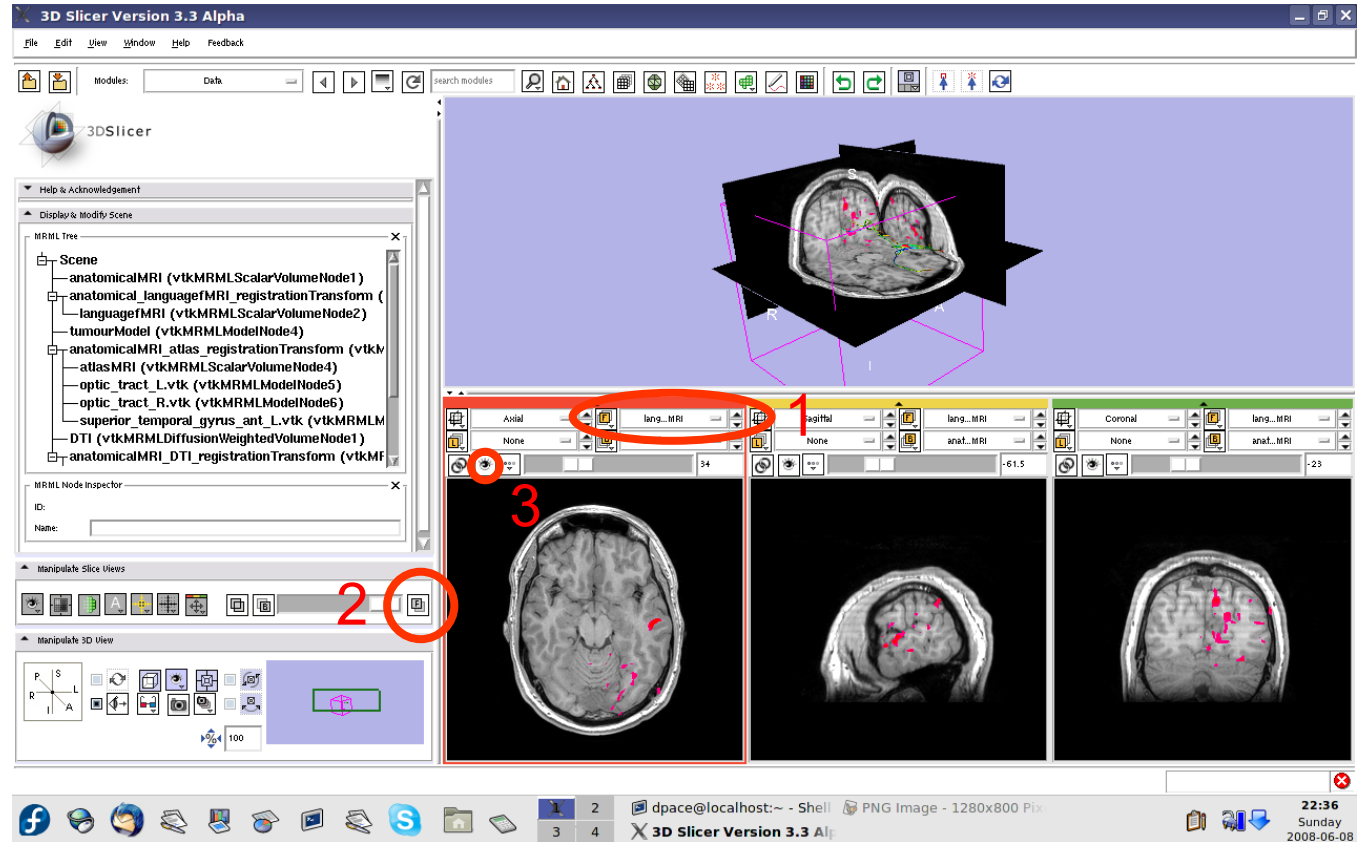 3D Slicer Version 3.3 Alpha
File Edit View Window Help Feedback
Modules: Data search modules
3DSlicer
Help & Acknowledgement
Display & Modify Scene
MRML Tree
Scene
anatomicalMRI (vtkMRMLScalarVolumeNode1)
anatomical_languagefMRI_registrationTransform (
languagefMRI (vtkMRMLScalarVolumeNode2)
tumourModel (vtkMRMLModelNode4)
anatomicalMRI_atlas_registrationTransform (vtkM
atlasMRI (vtkMRMLScalarVolumeNode4)
optic_tract_L.vtk (vtkMRMLModelNode5)
optic_tract_R.vtk (vtkMRMLModelNode6)
superior_temporal_gyrus_ant_L.vtk (vtkMRMLM
DTI (vtkMRMLDiffusionWeightedVolumeNode1)
anatomicalMRI_DTI_registrationTransform (vtkMF
MRML Node Inspector
ID:
Name:
Manipulate Slice Views
2
Manipulate 3D View
P S
R L
I A
100
S
R A
I
1
Axial F lang...MRI Sagittal F lang...MRI Coronal F lang...MRI
L None B L None B anat...MRI L None B anat...MRI
34 -61.5 -23
3
22:36
1 2 dpace@localhost:~ - Shell PNG Image - 1280x800 Pix Sunday
3 4 3D Slicer Version 3.3 Alp 2008-06-08